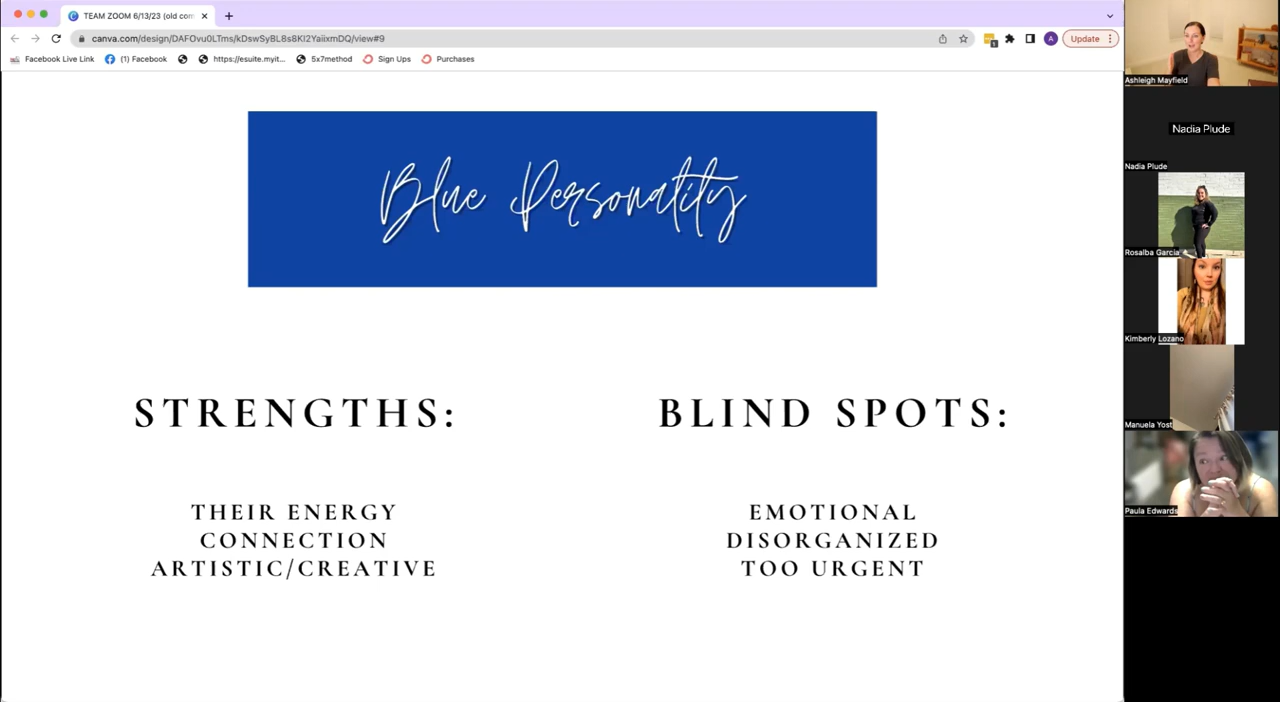 TEAM ZOOM 6/13/23 (old con
canva.com/design/DAFOvu0LTms/kDswSyBL8s8KI2YaiixmDQ/view#9
Update
Facebook Live Link
(1) Facebook
https://esuite.myit...
5x7method
Sign Ups
Purchases
Blue Personality
STRENGTHS:
THEIR ENERGY
CONNECTION
ARTISTIC/CREATIVE
BLIND SPOTS:
EMOTIONAL
DISORGANIZED
TOO URGENT
Ashleigh Mayfield
Nadia Plude
Nadia Plude
Rosalba Garcia
Kimberly Lozano
Manuela Yost
Paula Edwards